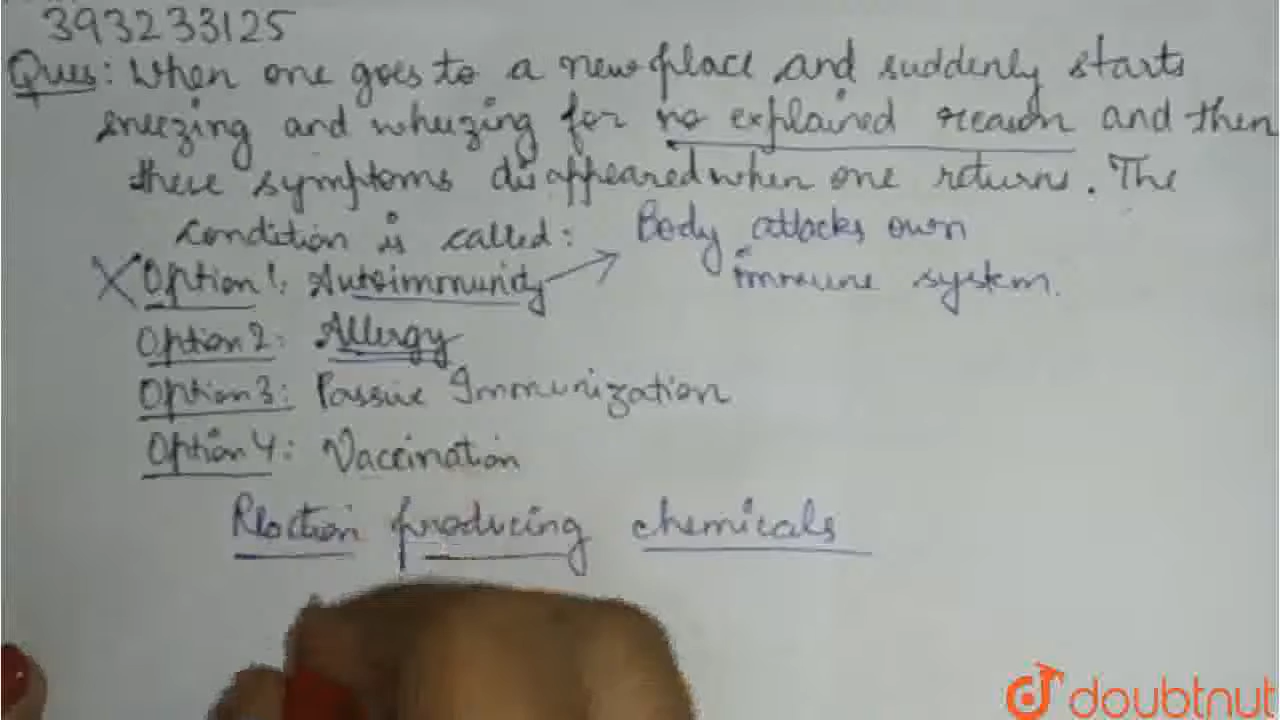 393233125
Ques: When one goes to a new place and suddenly starts
sneezing and wheezing for no explained reason and then
these symptoms disappeared when one returns. The
condition is called:
Body attacks own
immune system.
Option 1: Autoimmunity
Option 2: Allergy
Option 3: Passive Immunization
Option 4: Vaccination
Reaction producing chemicals
doubtnut